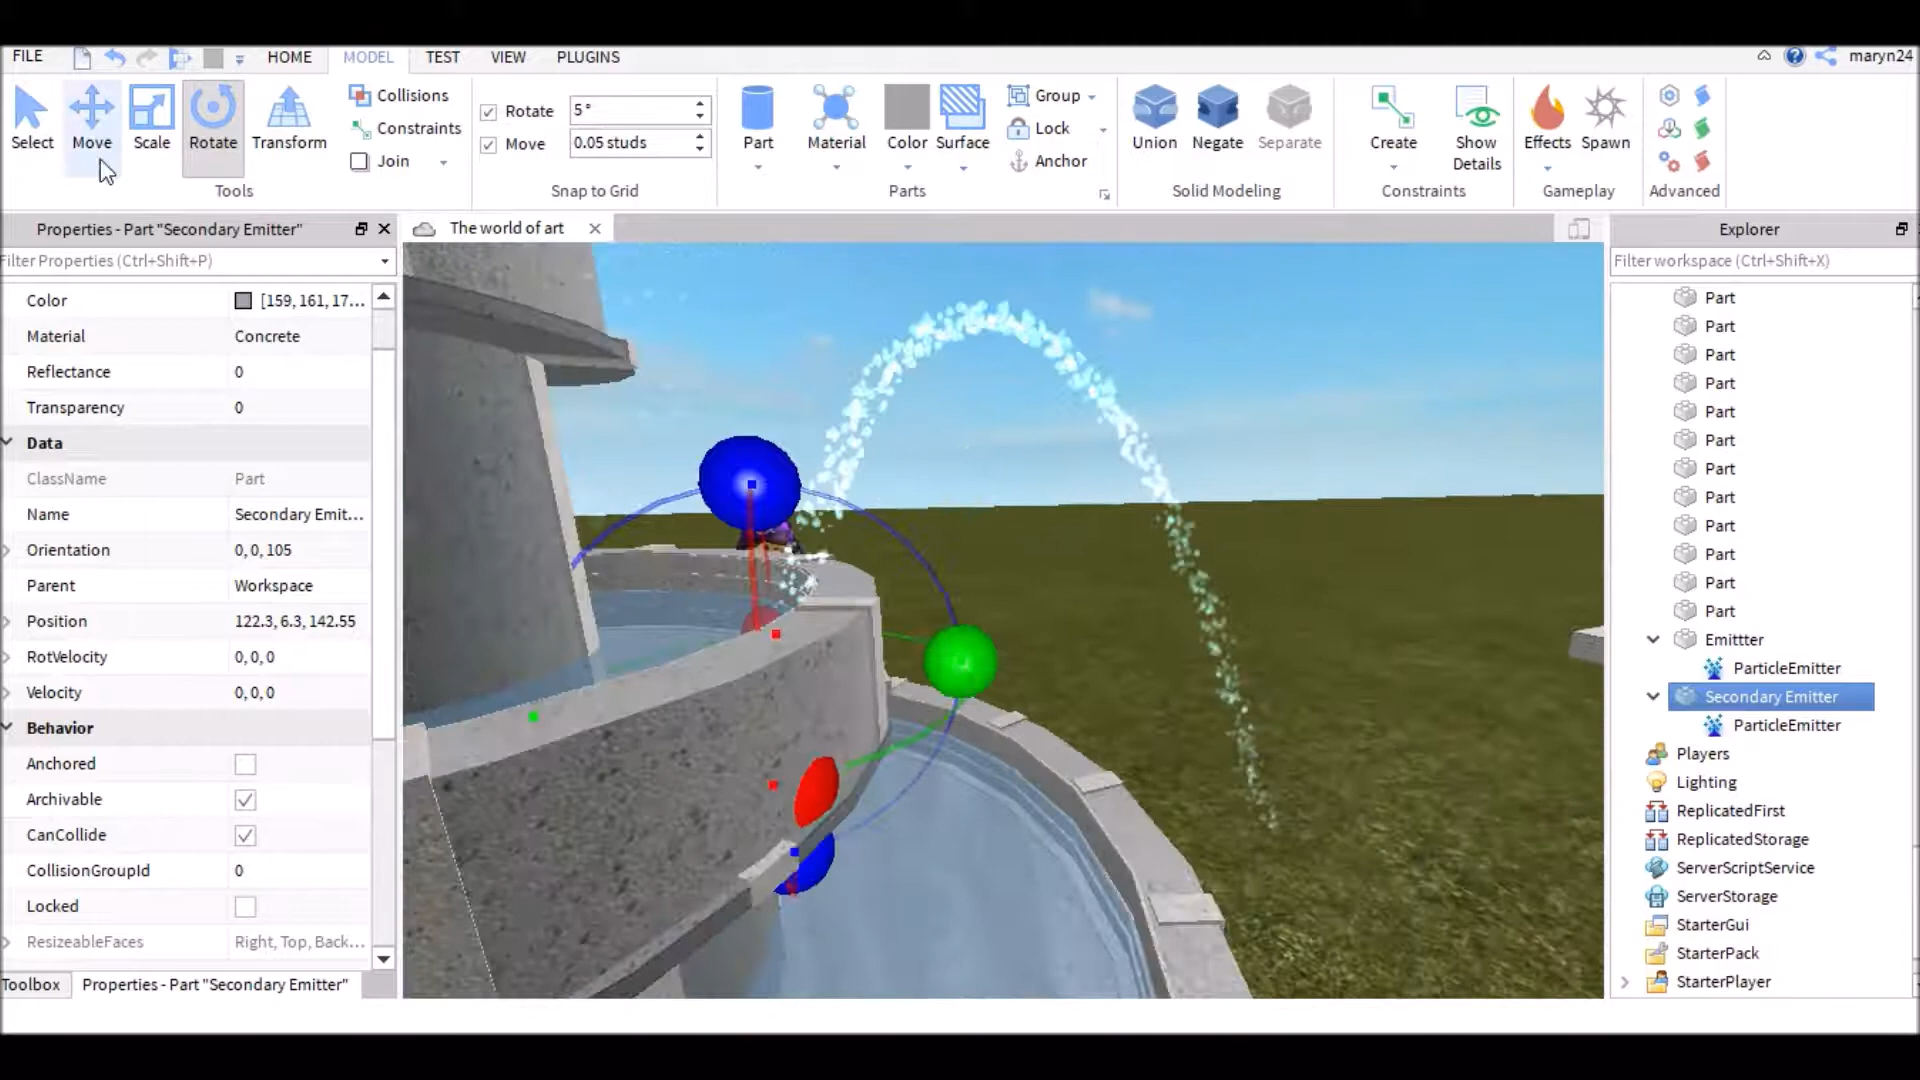 FILE HOME MODEL TEST VIEW PLUGINS maryn24
Select Move Scale Rotate Transform
Collisions
Constraints
Join
Tools
Rotate 5°
Move 0.05 studs
Snap to Grid
Part Material Color Surface
Group
Lock
Anchor
Parts
Union Negate Separate
Solid Modeling
Create Show Details
Constraints
Effects Spawn
Gameplay
Advanced
Properties - Part "Secondary Emitter"
Filter Properties (Ctrl+Shift+P)
Color [159, 161, 17...
Material Concrete
Reflectance 0
Transparency 0
Data
ClassName Part
Name Secondary Emit...
Orientation 0, 0, 105
Parent Workspace
Position 122.3, 6.3, 142.55
RotVelocity 0, 0, 0
Velocity 0, 0, 0
Behavior
Anchored
Archivable
CanCollide
CollisionGroupId 0
Locked
ResizeableFaces Right, Top, Back...
Toolbox Properties - Part "Secondary Emitter"
The world of art
Explorer
Filter workspace (Ctrl+Shift+X)
Part
Part
Part
Part
Part
Part
Part
Part
Part
Part
Part
Part
Emittter
ParticleEmitter
Secondary Emitter
ParticleEmitter
Players
Lighting
ReplicatedFirst
ReplicatedStorage
ServerScriptService
ServerStorage
StarterGui
StarterPack
StarterPlayer